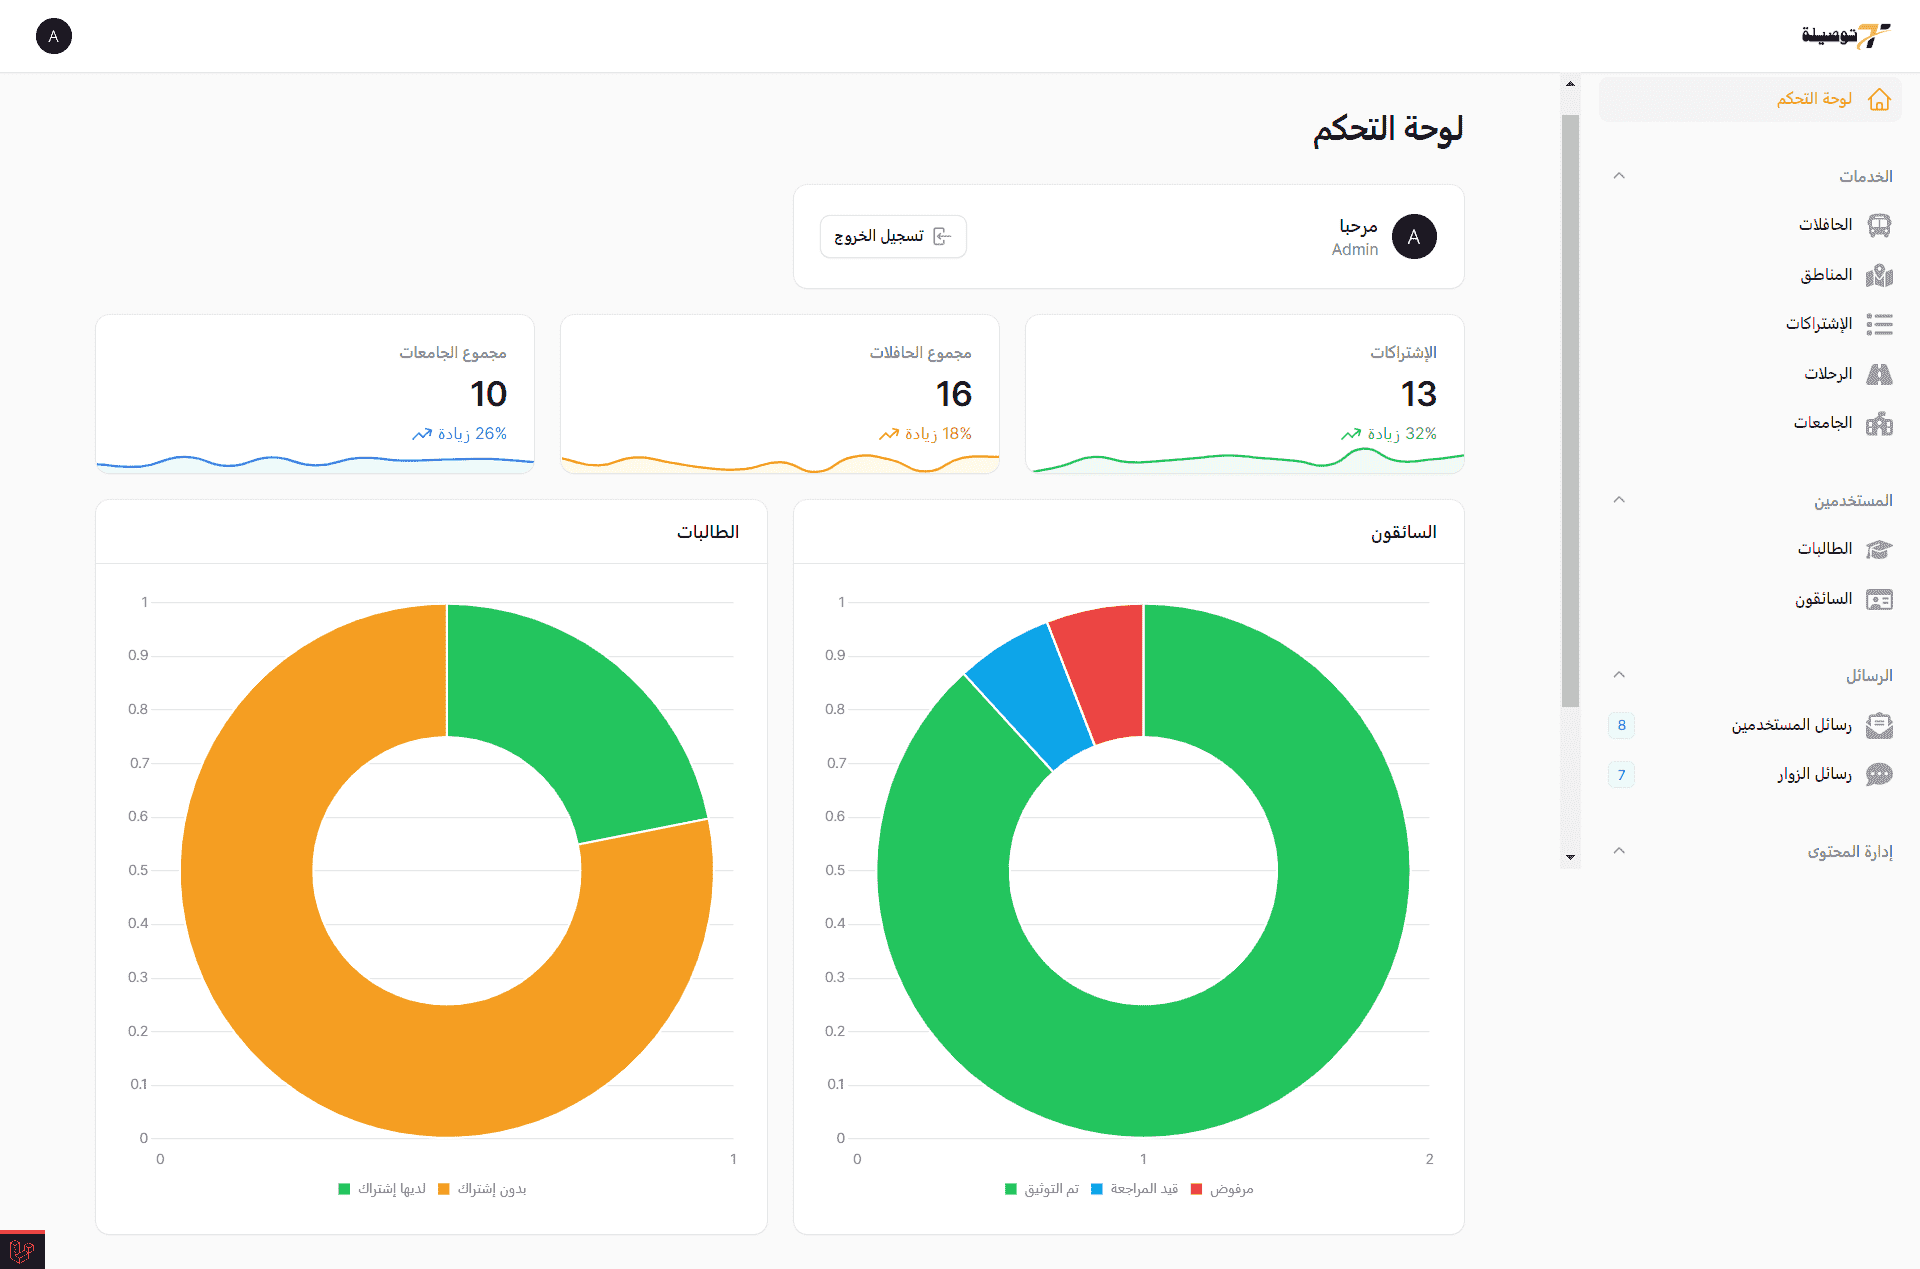 توصيلة
A
لوحة التحكم
الخدمات
الحافلات
المناطق
الإشتراكات
الرحلات
الجامعات
المستخدمين
الطالبات
السائقون
الرسائل
رسائل المستخدمين 8
رسائل الزوار 7
إدارة المحتوى
لوحة التحكم
A
مرحبا
Admin
تسجيل الخروج
الإشتراكات
13
32% زيادة
مجموع الحافلات
16
18% زيادة
مجموع الجامعات
10
26% زيادة
السائقون
1
0.9
0.8
0.7
0.6
0.5
0.4
0.3
0.2
0.1
0
0 1 2
تم التوثيق قيد المراجعة مرفوض
الطالبات
1
0.9
0.8
0.7
0.6
0.5
0.4
0.3
0.2
0.1
0
0 1
لديها إشتراك بدون إشتراك